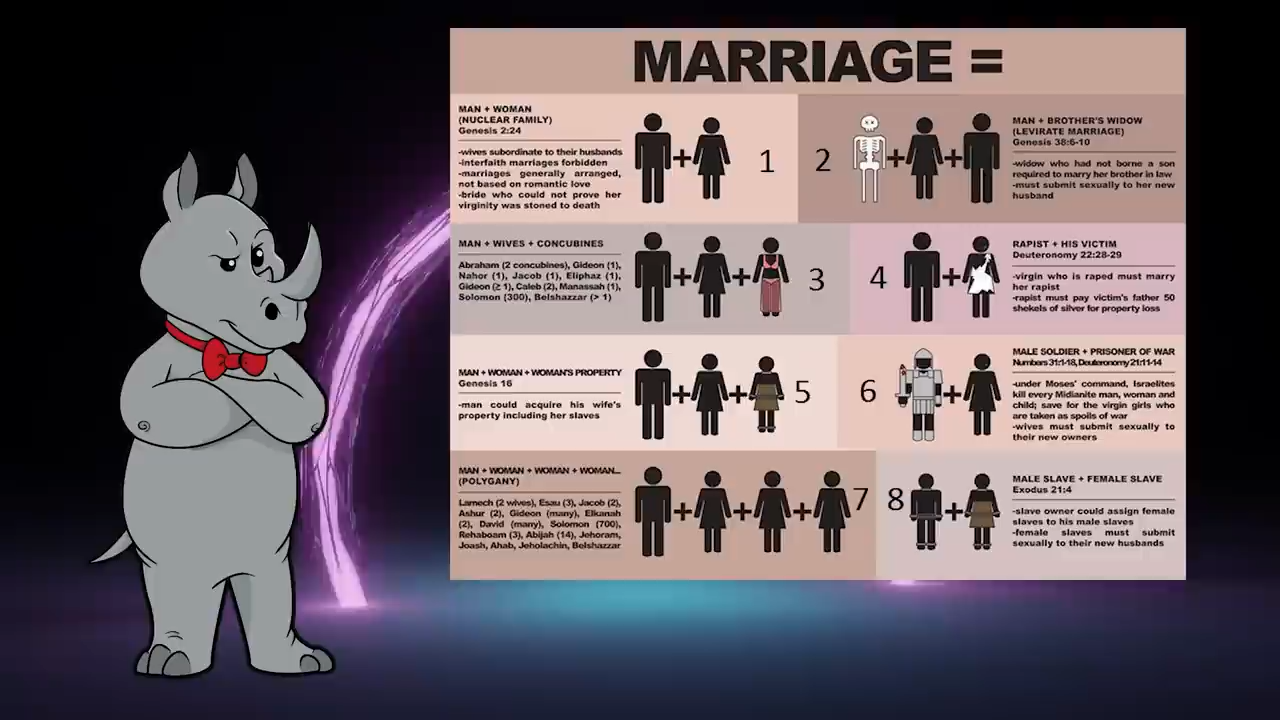 MARRIAGE =
MAN + WOMAN
(NUCLEAR FAMILY)
Genesis 2:24
-wives subordinate to their husbands
-interfaith marriages forbidden
-marriages generally arranged,
not based on romantic love
-bride who could not prove her
virginity was stoned to death
1
2
MAN + BROTHER'S WIDOW
(LEVIRATE MARRIAGE)
Genesis 38:6-10
-widow who had not borne a son
required to marry her brother in law
-must submit sexually to her new
husband
MAN + WIVES + CONCUBINES
Abraham (2 concubines), Gideon (1),
Nahor (1), Jacob (1), Eliphaz (1),
Gideon (≥ 1), Caleb (2), Manassah (1),
Solomon (300), Belshazzar (> 1)
3
4
RAPIST + HIS VICTIM
Deuteronomy 22:28-29
-virgin who is raped must marry
her rapist
-rapist must pay victim's father 50
shekels of silver for property loss
MAN + WOMAN + WOMAN'S PROPERTY
Genesis 16
-man could acquire his wife's
property including her slaves
5
6
MALE SOLDIER + PRISONER OF WAR
Numbers 31:1-18, Deuteronomy 21:11-14
-under Moses' command, Israelites
kill every Midianite man, woman and
child; save for the virgin girls who
are taken as spoils of war
-wives must submit sexually to
their new owners
MAN + WOMAN + WOMAN + WOMAN...
(POLYGANY)
Lamech (2 wives), Esau (3), Jacob (2),
Ashur (2), Gideon (many), Elkanah
(2), David (many), Solomon (700),
Rehaboam (3), Abijah (14), Jehoram,
Joash, Ahab, Jeholachin, Belshazzar
7
8
MALE SLAVE + FEMALE SLAVE
Exodus 21:4
-slave owner could assign female
slaves to his male slaves
-female slaves must submit
sexually to their new husbands